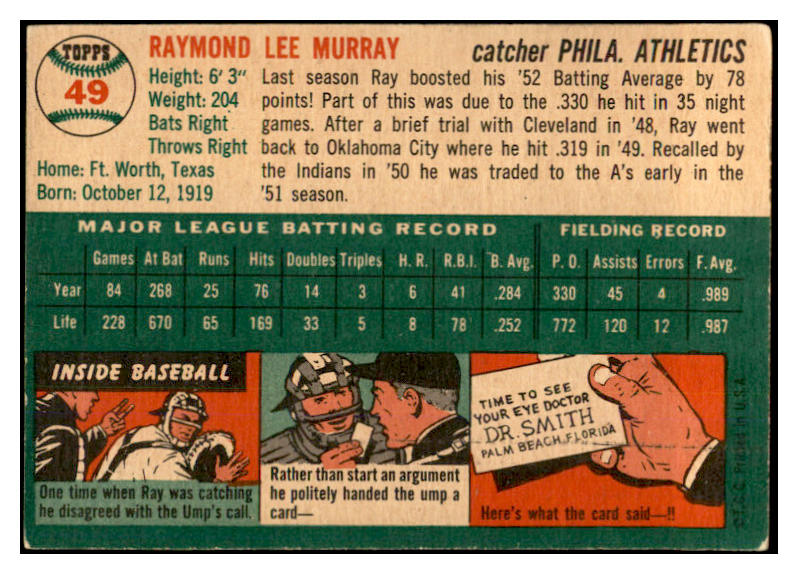 TOPPS
49
RAYMOND LEE MURRAY
catcher PHILA. ATHLETICS
Height: 6' 3"
Weight: 204
Bats Right
Throws Right
Home: Ft. Worth, Texas
Born: October 12, 1919
Last season Ray boosted his '52 Batting Average by 78
points! Part of this was due to the .330 he hit in 35 night
games. After a brief trial with Cleveland in '48, Ray went
back to Oklahoma City where he hit .319 in '49. Recalled by
the Indians in '50 he was traded to the A's early in the
'51 season.
MAJOR LEAGUE BATTING RECORD
FIELDING RECORD
Games At Bat Runs Hits Doubles Triples H. R. R.B.I. B. Avg. P. O. Assists Errors F. Avg.
Year 84 268 25 76 14 3 6 41 .284 330 45 4 .989
Life 228 670 65 169 33 5 8 78 .252 772 120 12 .987
INSIDE BASEBALL
One time when Ray was catching
he disagreed with the Ump's call.
Rather than start an argument
he politely handed the ump a
card—
TIME TO SEE
YOUR EYE DOCTOR
DR. SMITH
PALM BEACH, FLORIDA
Here's what the card said—!!
©T.C.G. Printed in U.S.A.